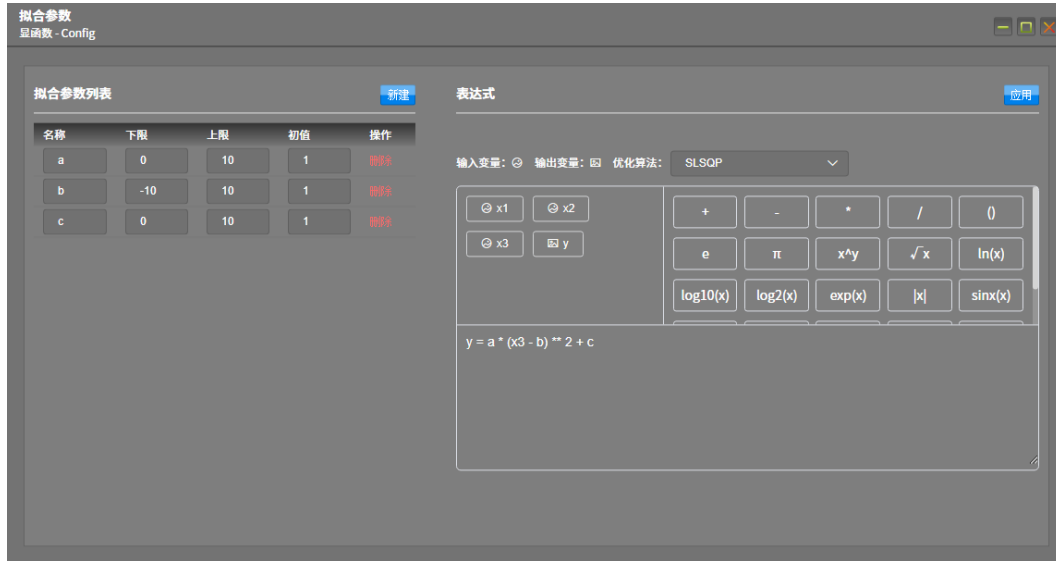 拟合参数
显函数 - Config
拟合参数列表 新建
名称 下限 上限 初值 操作
a 0 10 1 删除
b -10 10 1 删除
c 0 10 1 删除
表达式 应用
输入变量： 输出变量： 优化算法： SLSQP
x1 x2
x3 y
+ - * / ()
e π x^y √x ln(x)
log10(x) log2(x) exp(x) |x| sinx(x)
y = a * (x3 - b) ** 2 + c